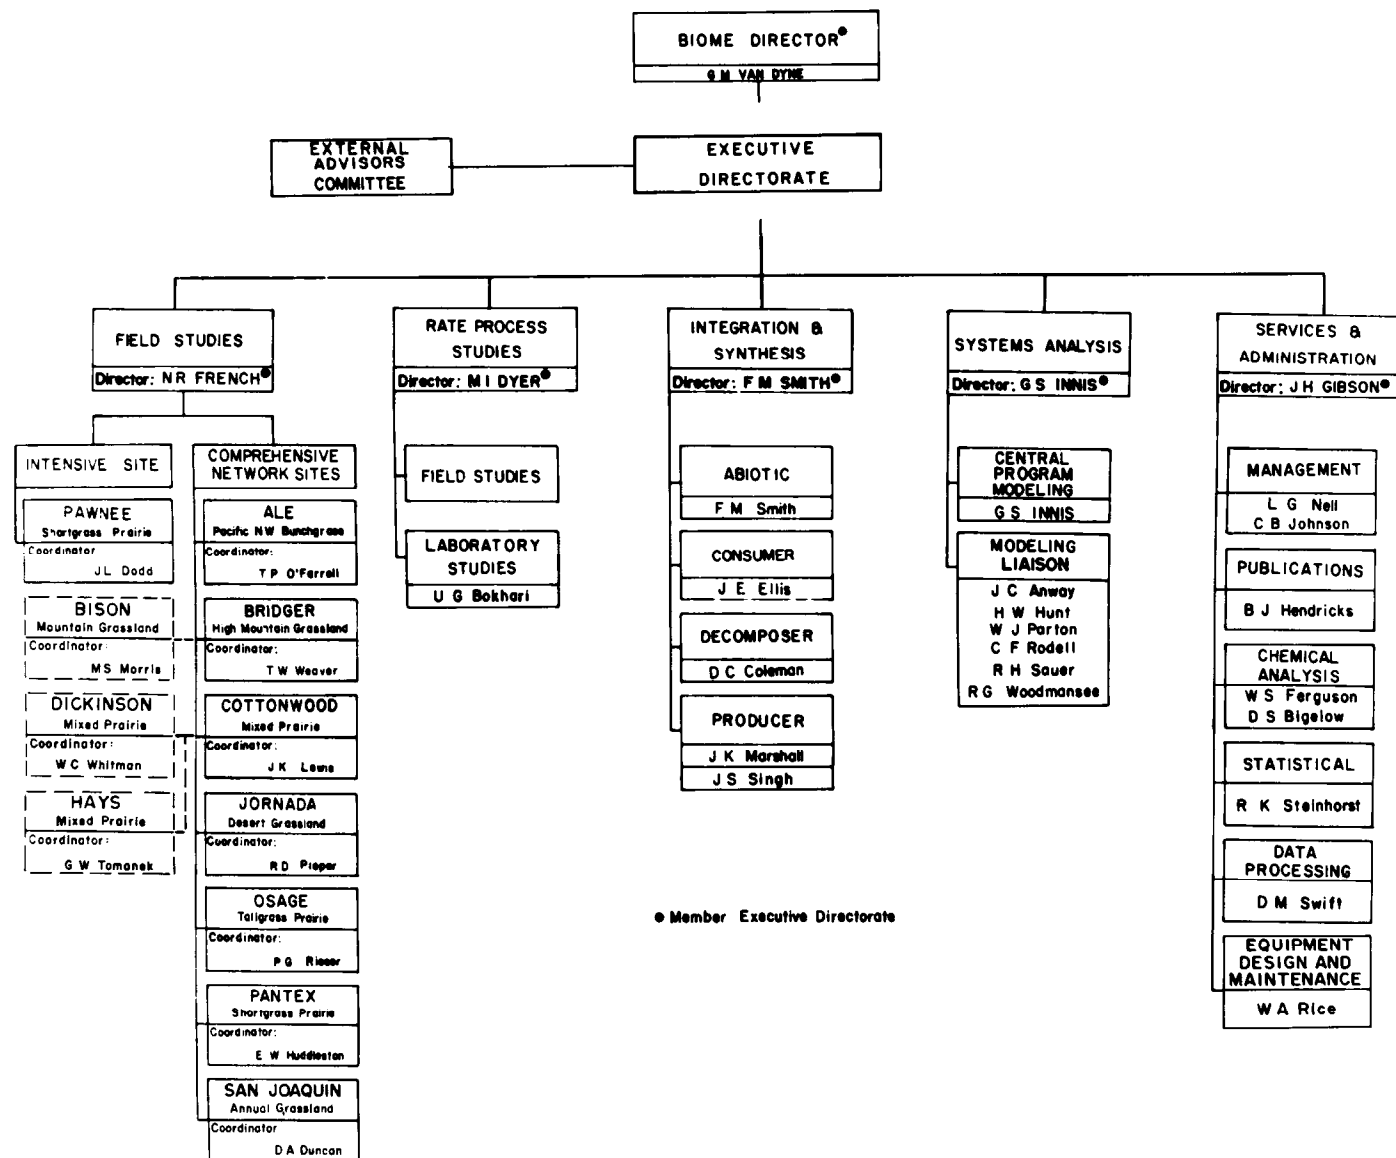 BIOME DIRECTOR●
G M VAN DYNE
EXTERNAL
ADVISORS
COMMITTEE
EXECUTIVE
DIRECTORATE
FIELD STUDIES
Director: N R FRENCH●
INTENSIVE SITE
PAWNEE
Shortgrass Prairie
Coordinator
J L Dodd
BISON
Mountain Grassland
Coordinator:
M S Morris
DICKINSON
Mixed Prairie
Coordinator:
W C Whitman
HAYS
Mixed Prairie
Coordinator:
G W Tomanek
COMPREHENSIVE
NETWORK SITES
ALE
Pacific N W Bunchgrass
Coordinator:
T P O'Farrell
BRIDGER
High Mountain Grassland
Coordinator:
T W Weaver
COTTONWOOD
Mixed Prairie
Coordinator:
J K Lewis
JORNADA
Desert Grassland
Coordinator:
R D Pieper
OSAGE
Tallgrass Prairie
Coordinator:
P G Risser
PANTEX
Shortgrass Prairie
Coordinator:
E W Huddleston
SAN JOAQUIN
Annual Grassland
Coordinator
D A Duncan
RATE PROCESS
STUDIES
Director: M I DYER●
FIELD STUDIES
LABORATORY
STUDIES
U G Bokhari
INTEGRATION &
SYNTHESIS
Director: F M SMITH●
ABIOTIC
F M Smith
CONSUMER
J E Ellis
DECOMPOSER
D C Coleman
PRODUCER
J K Marshall
J S Singh
SYSTEMS ANALYSIS
Director: G S INNIS●
CENTRAL
PROGRAM
MODELING
G S INNIS
MODELING
LIAISON
J C Anway
H W Hunt
W J Parton
C F Rodell
R H Sauer
R G Woodmansee
SERVICES &
ADMINISTRATION
Director: J H GIBSON●
MANAGEMENT
L G Nell
C B Johnson
PUBLICATIONS
B J Hendricks
CHEMICAL
ANALYSIS
W S Ferguson
D S Bigelow
STATISTICAL
R K Steinhorst
DATA
PROCESSING
D M Swift
EQUIPMENT
DESIGN AND
MAINTENANCE
W A Rice
● Member Executive Directorate